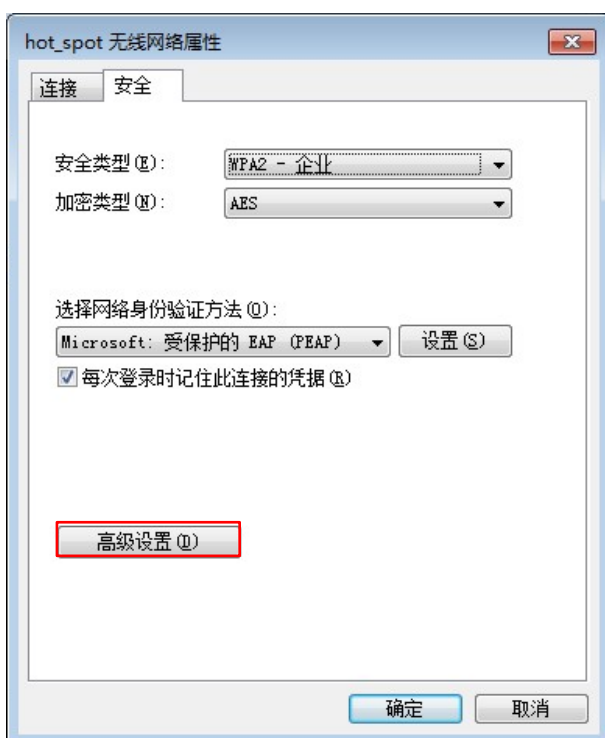 hot_spot 无线网络属性
连接 安全
安全类型(E): WPA2 - 企业
加密类型(N): AES
选择网络身份验证方法(O):
Microsoft: 受保护的 EAP (PEAP) 设置(S)
每次登录时记住此连接的凭据(R)
高级设置(D)
确定 取消